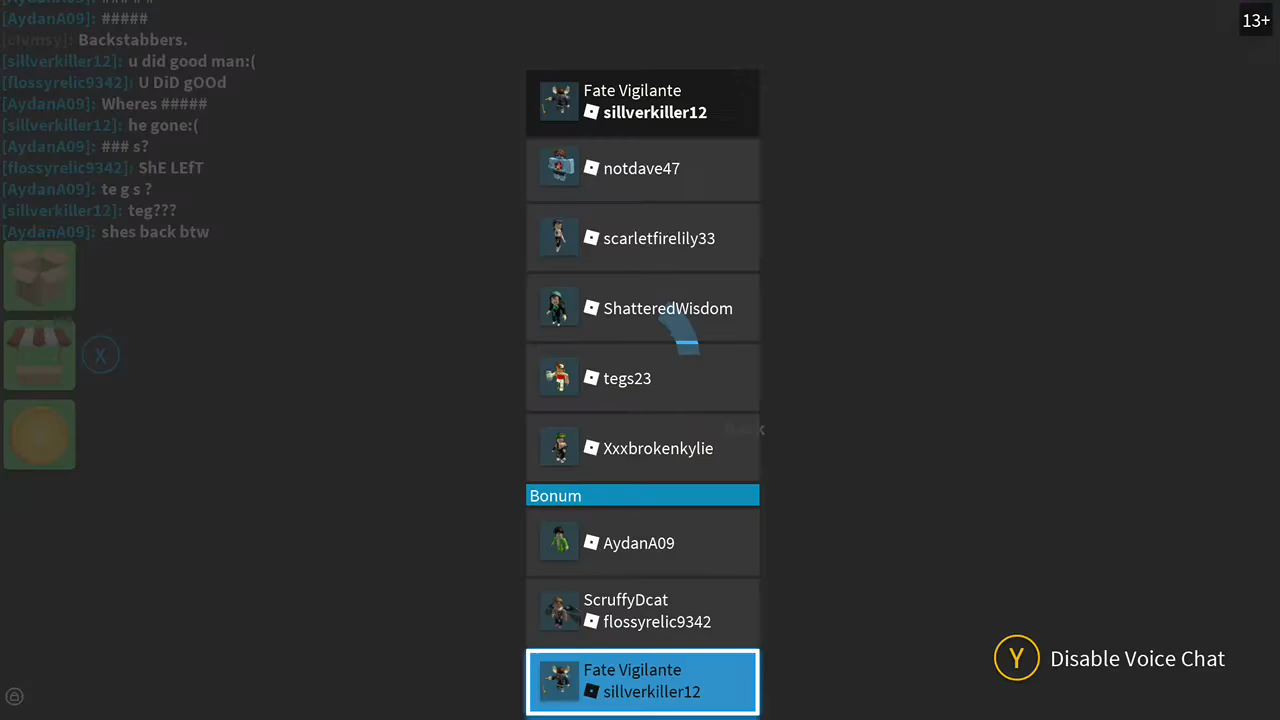 [AydanA09]: #####
[clvmsy]: Backstabbers.
[sillverkiller12]: u did good man:(
[flossyrelic9342]: U DiD gOOd
[AydanA09]: Wheres #####
[sillverkiller12]: he gone:(
[AydanA09]: ### s?
[flossyrelic9342]: ShE LEfT
[AydanA09]: te g s ?
[sillverkiller12]: teg???
[AydanA09]: shes back btw
X
13+
Fate Vigilante
sillverkiller12
notdave47
scarletfirelily33
ShatteredWisdom
tegs23
Back
Xxxbrokenkylie
Bonum
AydanA09
ScruffyDcat
flossyrelic9342
Fate Vigilante
sillverkiller12
Y Disable Voice Chat